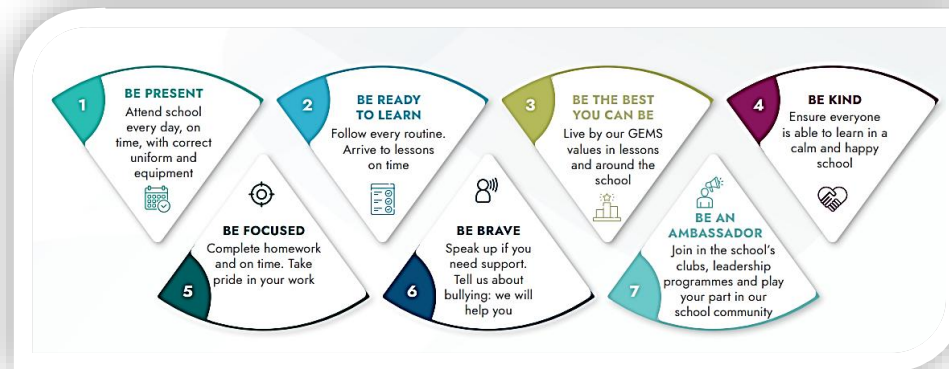 1
BE PRESENT
Attend school
every day, on
time, with correct
uniform and
equipment
2
BE READY
TO LEARN
Follow every routine.
Arrive to lessons
on time
3
BE THE BEST
YOU CAN BE
Live by our GEMS
values in lessons
and around the
school
4
BE KIND
Ensure everyone
is able to learn in a
calm and happy
school
5
BE FOCUSED
Complete homework
and on time. Take
pride in your work
6
BE BRAVE
Speak up if you
need support.
Tell us about
bullying: we will
help you
7
BE AN
AMBASSADOR
Join in the school's
clubs, leadership
programmes and play
your part in our
school community